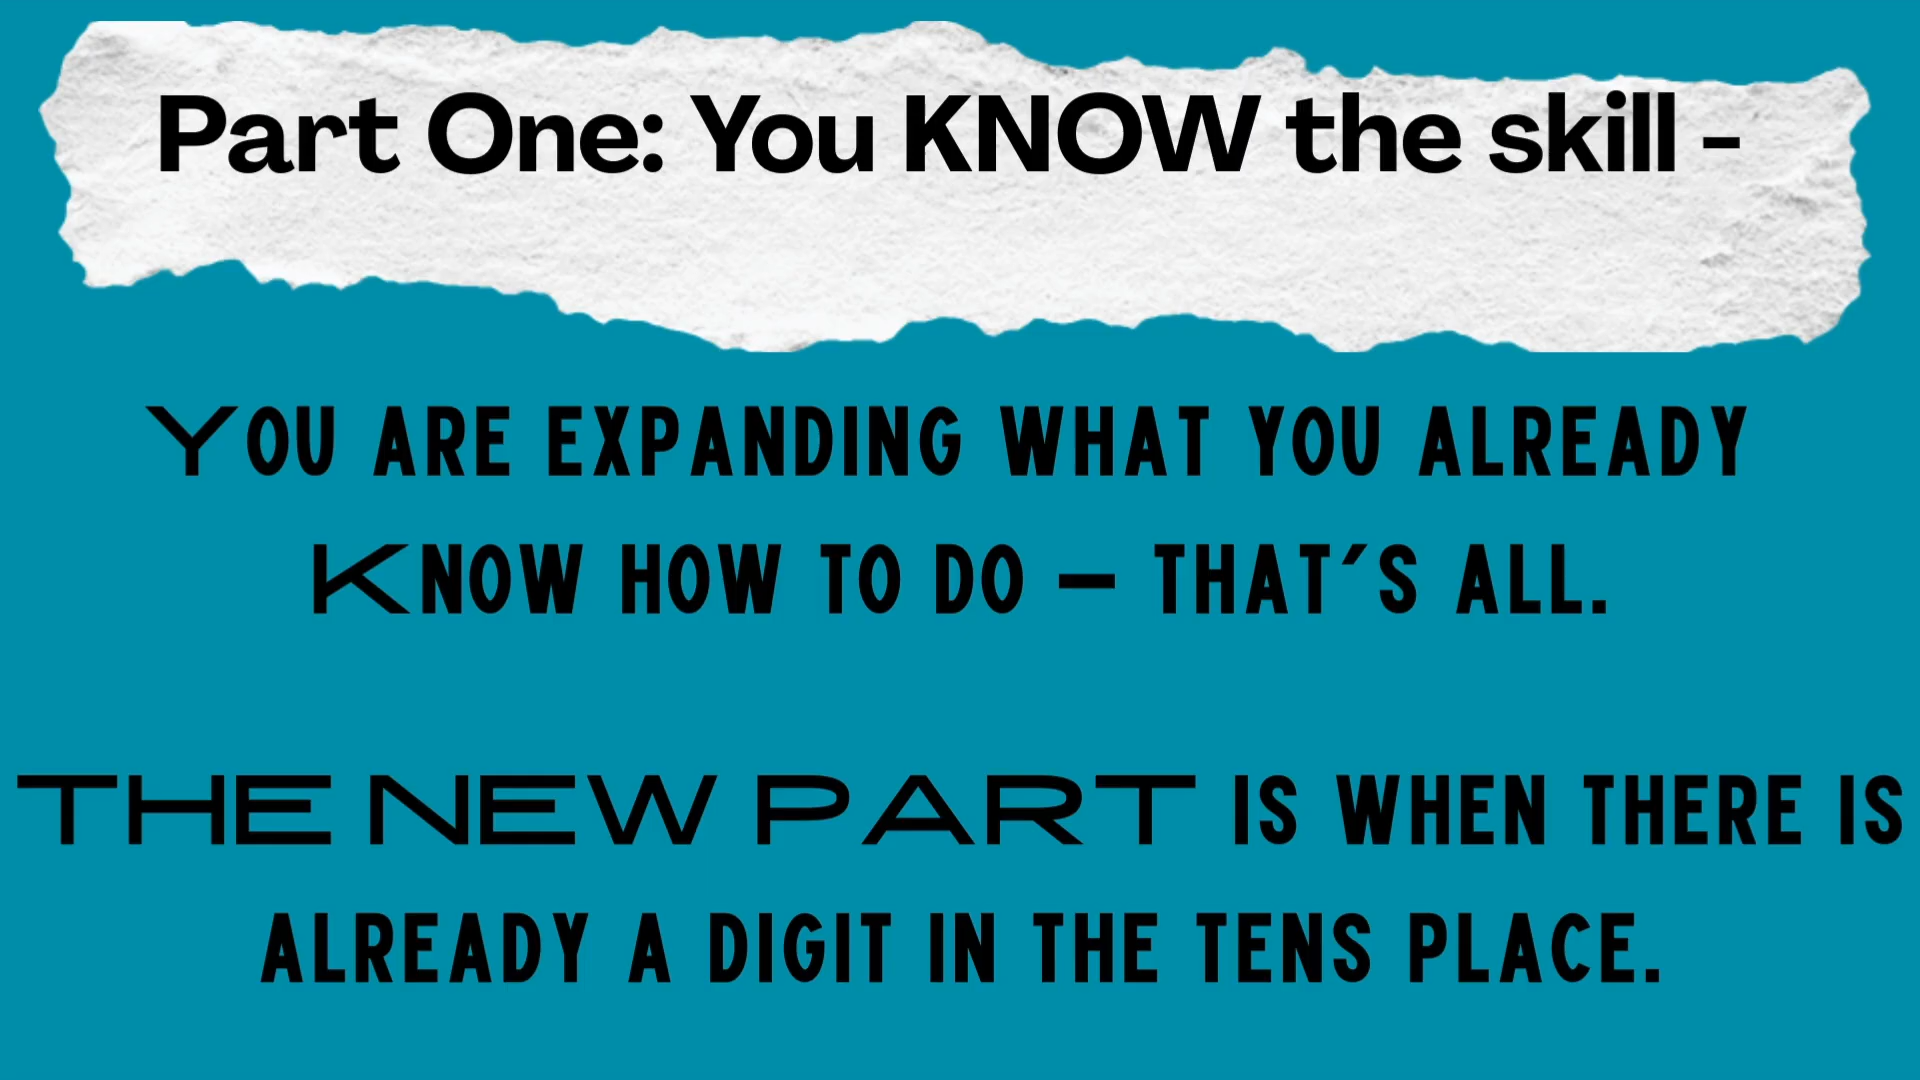 Part One: You KNOW the skill -
YOU ARE EXPANDING WHAT YOU ALREADY
KNOW HOW TO DO – THAT'S ALL.
THE NEW PART IS WHEN THERE IS
ALREADY A DIGIT IN THE TENS PLACE.